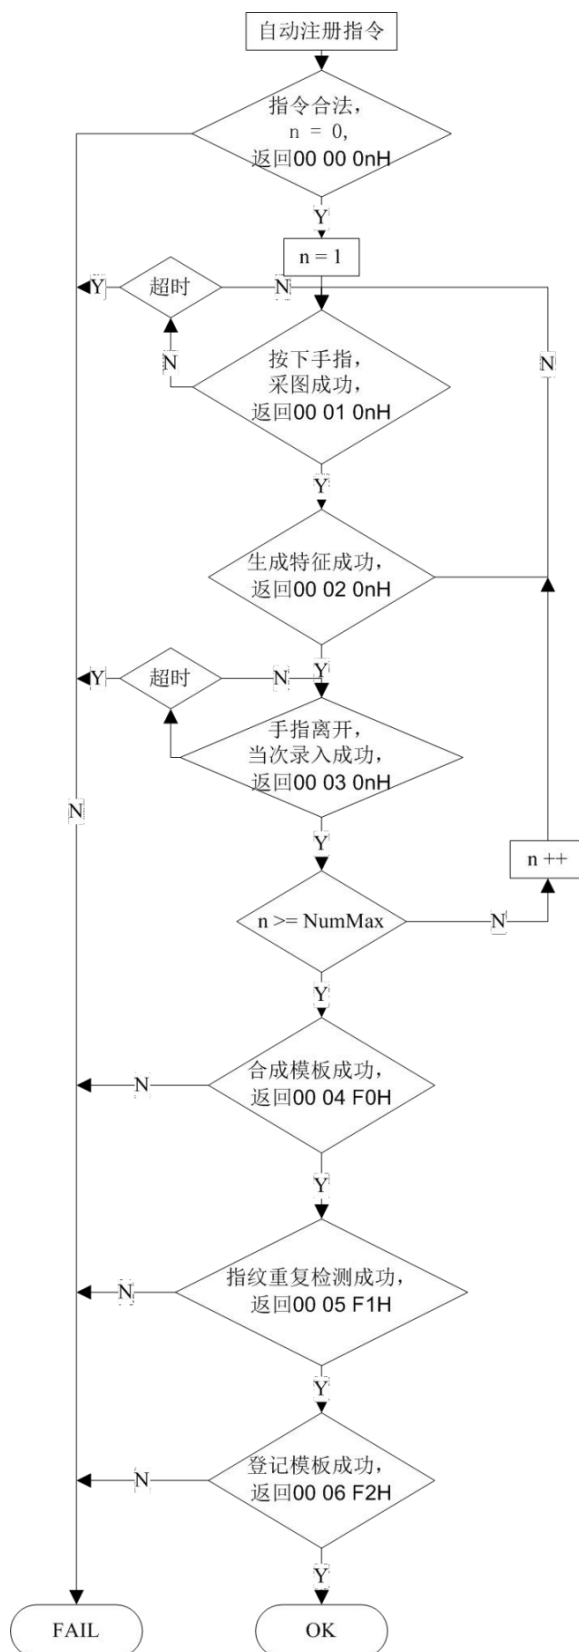 自动注册指令
指令合法，
n = 0,
返回00 00 0nH
Y
n = 1
Y
超时
N
N
按下手指，
采图成功，
返回00 01 0nH
N
Y
生成特征成功，
返回00 02 0nH
Y
Y
超时
N
手指离开，
当次录入成功，
返回00 03 0nH
N
Y
n ++
n >= NumMax
N
Y
合成模板成功，
返回00 04 F0H
N
Y
指纹重复检测成功，
返回00 05 F1H
N
Y
登记模板成功，
返回00 06 F2H
N
Y
FAIL
OK